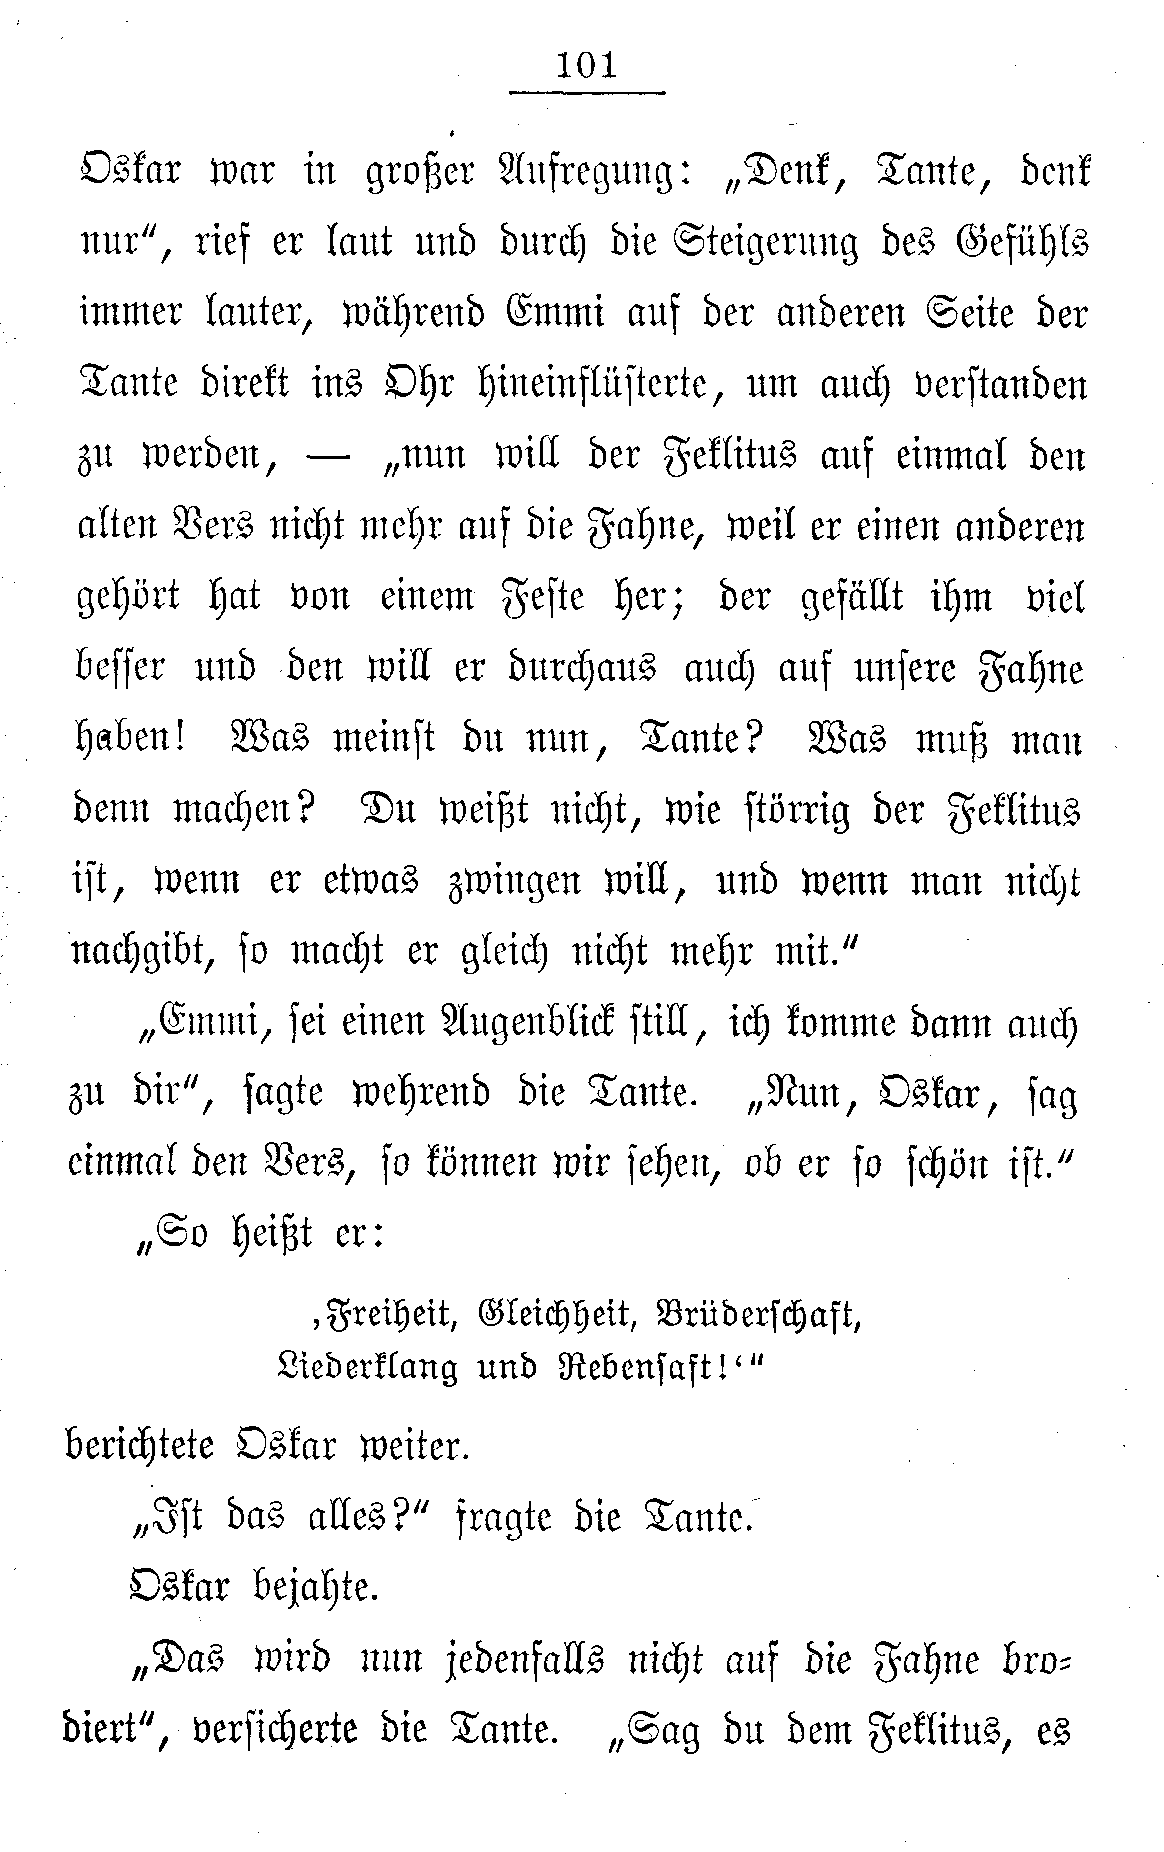 101
Oskar war in großer Aufregung: „Denk, Tante, denk
nur“, rief er laut und durch die Steigerung des Gefühls
immer lauter, während Emmi auf der anderen Seite der
Tante direkt ins Ohr hineinflüsterte, um auch verstanden
zu werden, — „nun will der Feklitus auf einmal den
alten Vers nicht mehr auf die Fahne, weil er einen anderen
gehört hat von einem Feste her; der gefällt ihm viel
besser und den will er durchaus auch auf unsere Fahne
haben! Was meinst du nun, Tante? Was muß man
denn machen? Du weißt nicht, wie störrig der Feklitus
ist, wenn er etwas zwingen will, und wenn man nicht
nachgibt, so macht er gleich nicht mehr mit.“
„Emmi, sei einen Augenblick still, ich komme dann auch
zu dir“, sagte wehrend die Tante. „Nun, Oskar, sag
einmal den Vers, so können wir sehen, ob er so schön ist.“
„So heißt er:
‚Freiheit, Gleichheit, Brüderschaft,
Liederklang und Rebensaft!‘“
berichtete Oskar weiter.
„Ist das alles?“ fragte die Tante.
Oskar bejahte.
„Das wird nun jedenfalls nicht auf die Fahne bro-
diert“, versicherte die Tante. „Sag du dem Feklitus, es